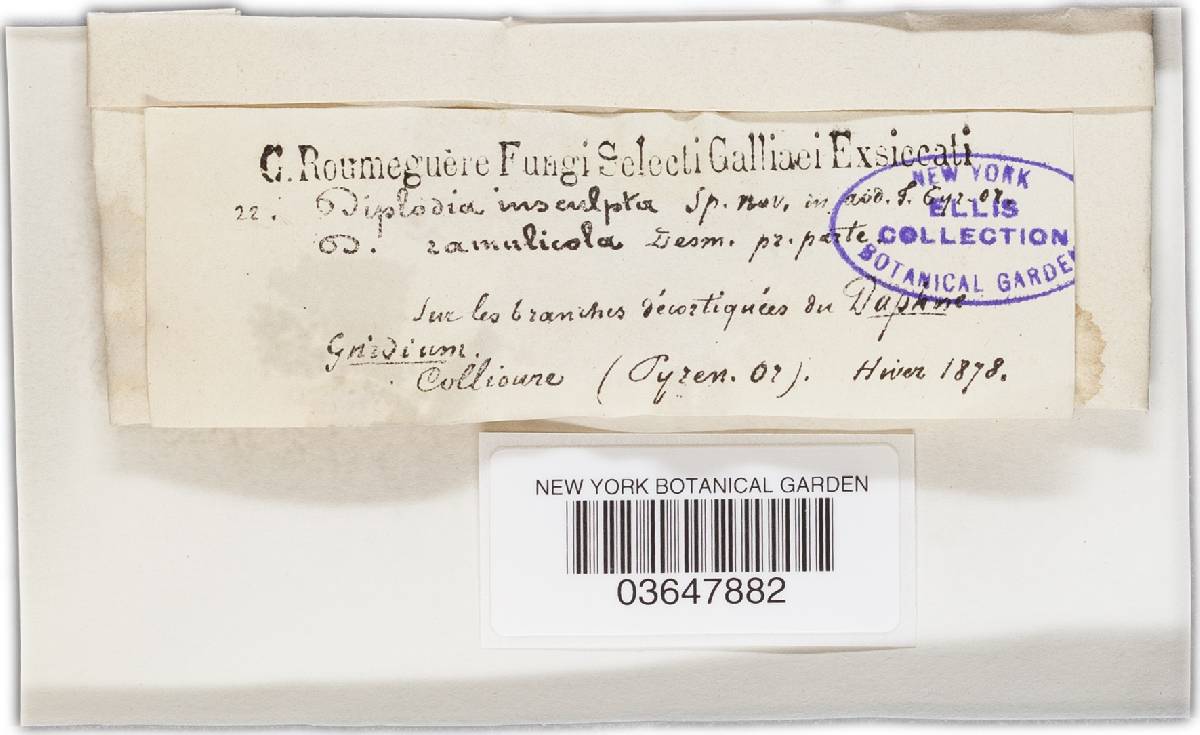 C. Roumeguère Fungi Selecti Galliaei Exsiccati
22. Diplodia insculpta Sp. nov. in
D. ramulicola Desm. pr. parte.
NEW YORK
ELLIS
COLLECTION
BOTANICAL GARDEN
Sur les branches décortiquées du Daphne
Gnidium.
Collioure (Pyren. Or). Hiver 1878.
NEW YORK BOTANICAL GARDEN
03647882